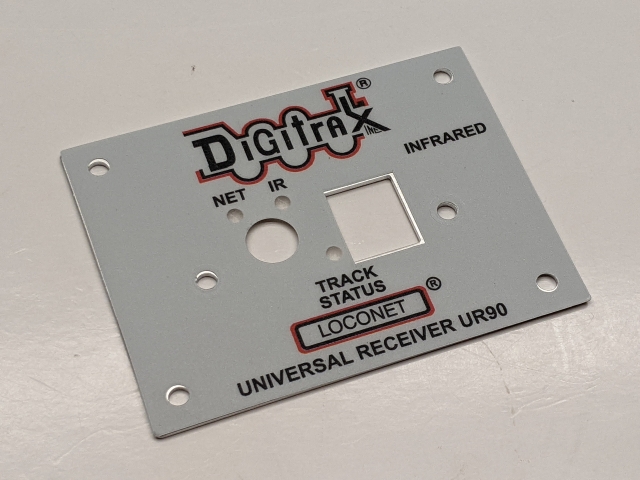 DIGITRAX INC. ®
INFRARED
NET IR
TRACK
STATUS
LOCONET ®
UNIVERSAL RECEIVER UR90